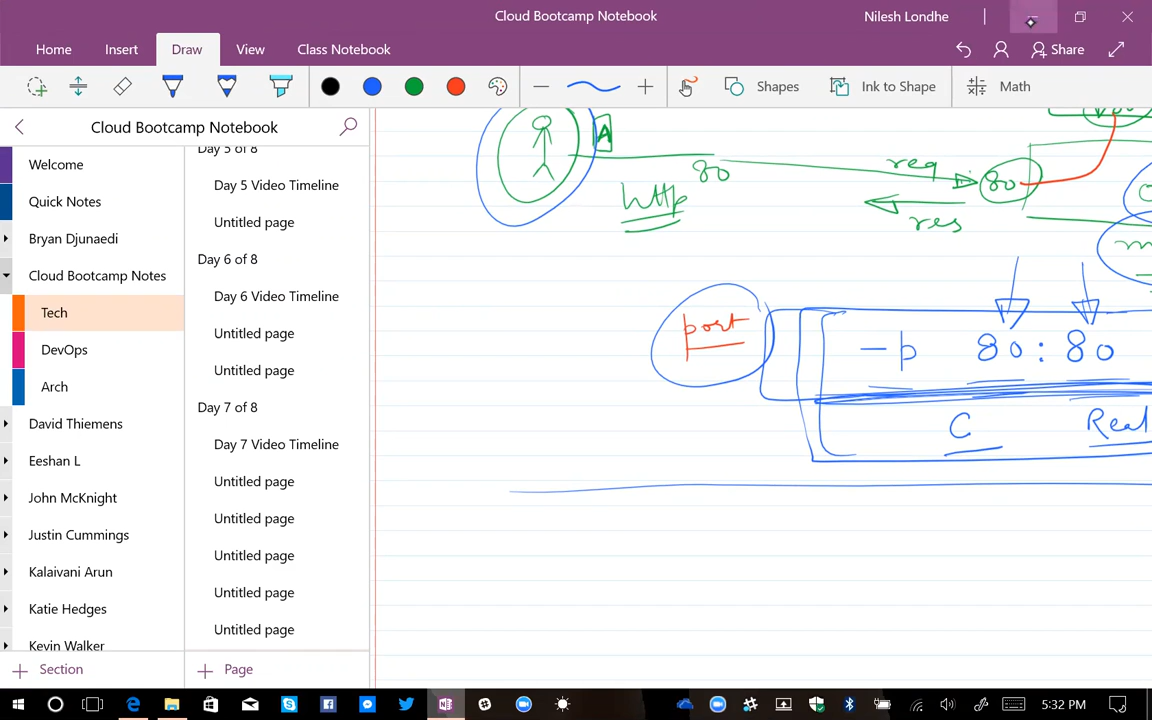 Cloud Bootcamp Notebook
Nilesh Londhe
Home Insert Draw View Class Notebook
Share
Shapes Ink to Shape Math
Cloud Bootcamp Notebook
Welcome
Quick Notes
Bryan Djunaedi
Cloud Bootcamp Notes
Tech
DevOps
Arch
David Thiemens
Eeshan L
John McKnight
Justin Cummings
Kalaivani Arun
Katie Hedges
Kevin Walker
Section
Day 5 of 8
Day 5 Video Timeline
Untitled page
Day 6 of 8
Day 6 Video Timeline
Untitled page
Untitled page
Day 7 of 8
Day 7 Video Timeline
Untitled page
Untitled page
Untitled page
Untitled page
Untitled page
Page
A
80 req 80
http
res
port
-p 80:80
C Real
5:32 PM